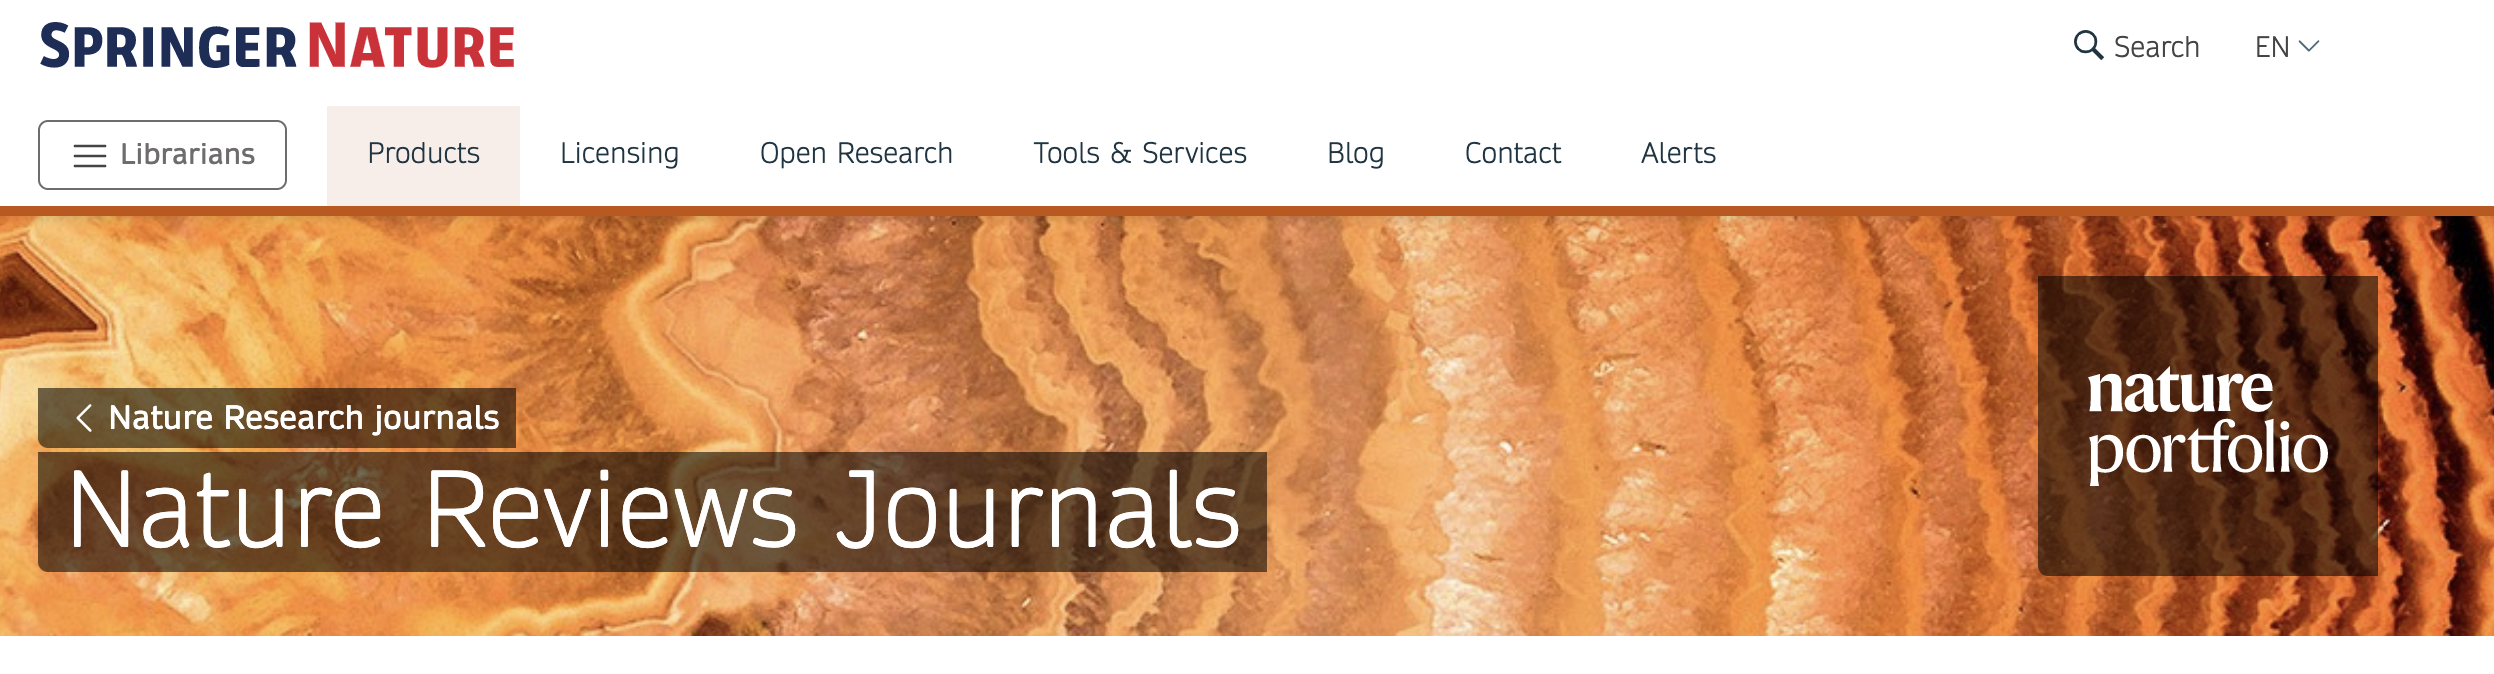 SPRINGER NATURE
Search EN
Librarians Products Licensing Open Research Tools & Services Blog Contact Alerts
Nature Research journals
Nature Reviews Journals
nature
portfolio